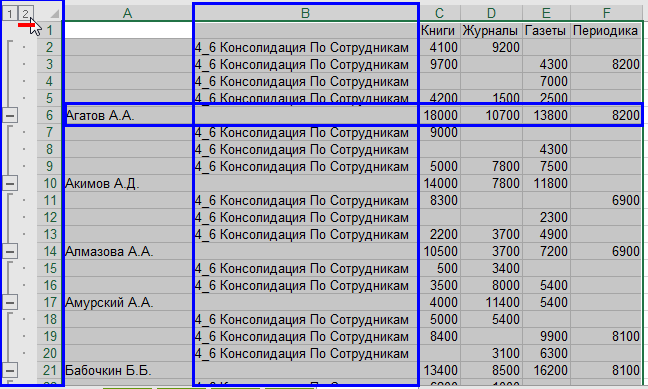 1 2 A B C D E F
1 Книги Журналы Газеты Периодика
2 4_6 Консолидация По Сотрудникам 4100 9200
3 4_6 Консолидация По Сотрудникам 9700 4300 8200
4 4_6 Консолидация По Сотрудникам 7000
5 4_6 Консолидация По Сотрудникам 4200 1500 2500
6 Агатов А.А. 18000 10700 13800 8200
7 4_6 Консолидация По Сотрудникам 9000
8 4_6 Консолидация По Сотрудникам 4300
9 4_6 Консолидация По Сотрудникам 5000 7800 7500
10 Акимов А.Д. 14000 7800 11800
11 4_6 Консолидация По Сотрудникам 8300 6900
12 4_6 Консолидация По Сотрудникам 2300
13 4_6 Консолидация По Сотрудникам 2200 3700 4900
14 Алмазова А.А. 10500 3700 7200 6900
15 4_6 Консолидация По Сотрудникам 500 3400
16 4_6 Консолидация По Сотрудникам 3500 8000 5400
17 Амурский А.А. 4000 11400 5400
18 4_6 Консолидация По Сотрудникам 5000 5400
19 4_6 Консолидация По Сотрудникам 8400 9900 8100
20 4_6 Консолидация По Сотрудникам 3100 6300
21 Бабочкин Б.Б. 13400 8500 16200 8100
4_6 Консолидация По Сотрудникам